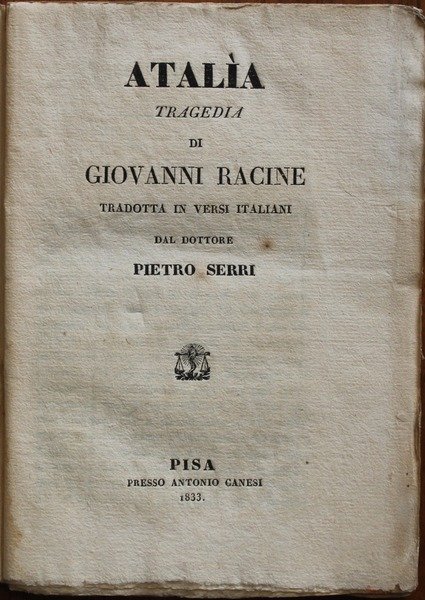 ATALÌA
TRAGEDIA
DI
GIOVANNI RACINE
TRADOTTA IN VERSI ITALIANI
DAL DOTTORE
PIETRO SERRI
PISA
PRESSO ANTONIO GANESI
1833.